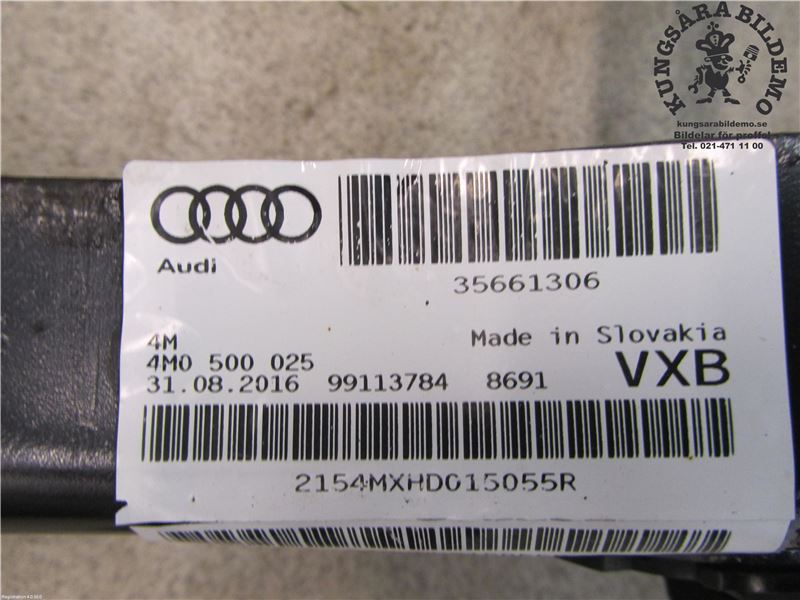 KUNGSÅRA BILDEMO
kungsarabildemo.se
Bildelar för proffo
Tel. 021-471 11 00
Audi
35661306
4M
Made in Slovakia
4M0 500 025
31.08.2016 99113784 8691 VXB
2154MXHD015055R